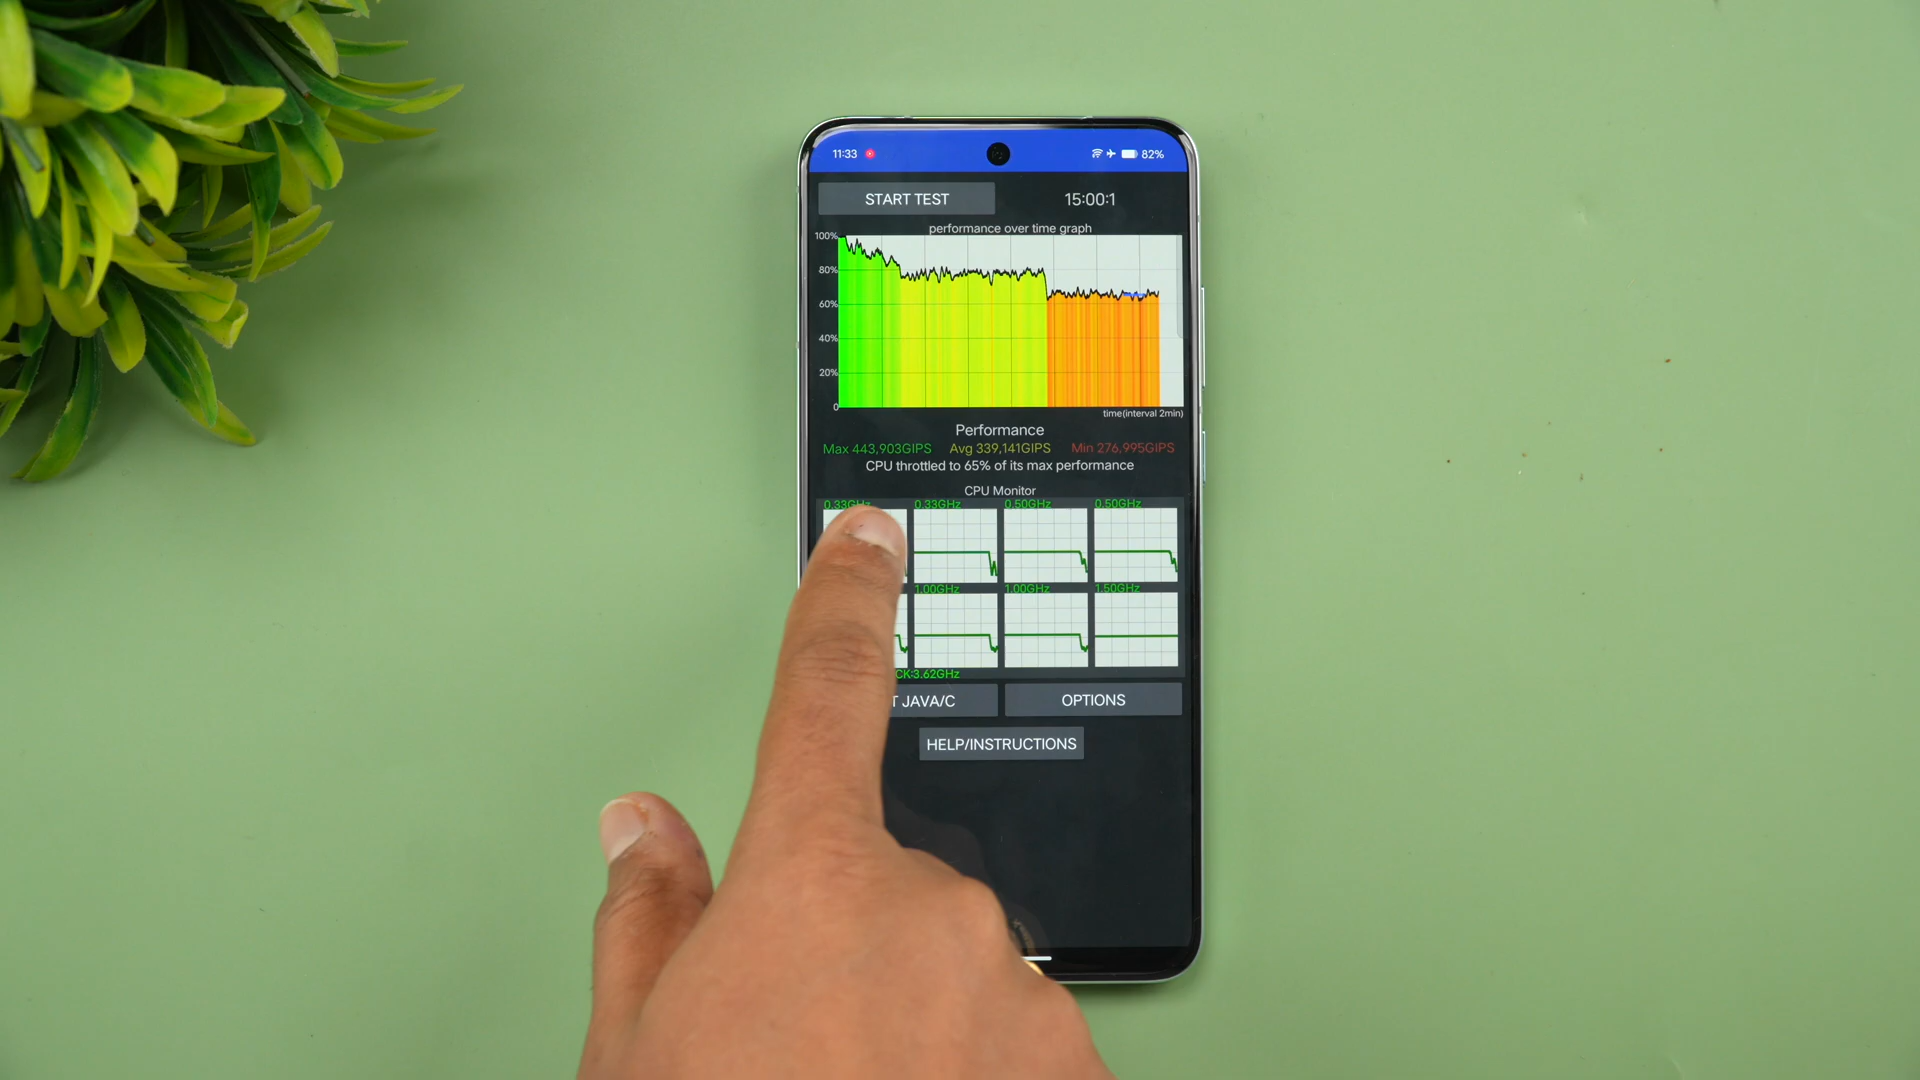 11:33 82%
START TEST 15:00:1
performance over time graph
100%
80%
60%
40%
20%
0
time(interval 2min)
Performance
Max 443,903GIPS Avg 339,141GIPS Min 276,995GIPS
CPU throttled to 65% of its max performance
CPU Monitor
0.33GHz 0.33GHz 0.50GHz 0.50GHz
1.00GHz 1.00GHz 1.50GHz
CK:3.62GHz
T JAVA/C OPTIONS
HELP/INSTRUCTIONS